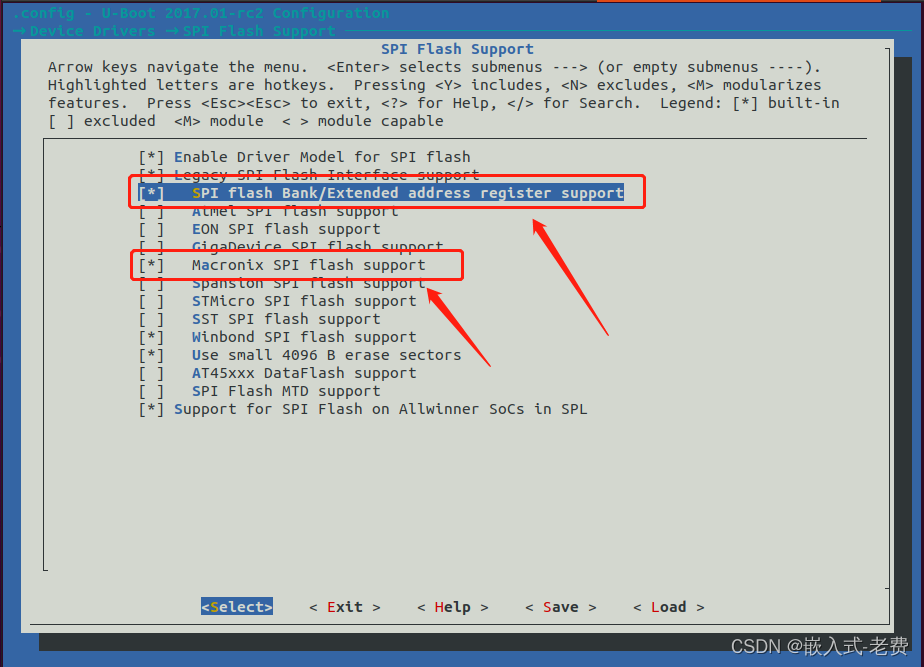 .config - U-Boot 2017.01-rc2 Configuration
→ Device Drivers → SPI Flash Support
SPI Flash Support
Arrow keys navigate the menu.  <Enter> selects submenus ---> (or empty submenus ----).
Highlighted letters are hotkeys.  Pressing <Y> includes, <N> excludes, <M> modularizes
features.  Press <Esc><Esc> to exit, <?> for Help, </> for Search.  Legend: [*] built-in
[ ] excluded  <M> module  < > module capable
[*] Enable Driver Model for SPI flash
[*] Legacy SPI Flash Interface support
[*]   SPI flash Bank/Extended address register support
[ ]   Atmel SPI flash support
[ ]   EON SPI flash support
[ ]   GigaDevice SPI flash support
[*]   Macronix SPI flash support
[ ]   Spansion SPI flash support
[ ]   STMicro SPI flash support
[ ]   SST SPI flash support
[*]   Winbond SPI flash support
[*]   Use small 4096 B erase sectors
[ ]   AT45xxx DataFlash support
[ ]   SPI Flash MTD support
[*] Support for SPI Flash on Allwinner SoCs in SPL
<Select>    < Exit >    < Help >    < Save >    < Load >
CSDN @嵌入式-老费